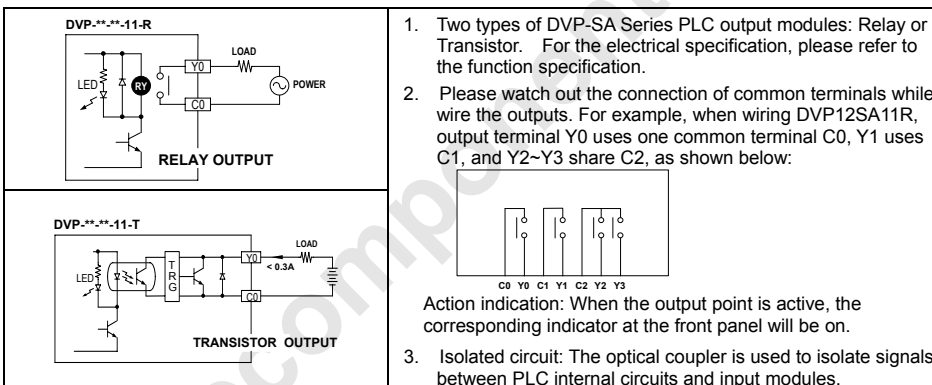 DVP-**-**-11-R
LED
RY
Y0
C0
LOAD
POWER
RELAY OUTPUT
DVP-**-**-11-T
LED
T
R
G
Y0
C0
LOAD
< 0.3A
TRANSISTOR OUTPUT
1. Two types of DVP-SA Series PLC output modules: Relay or
Transistor. For the electrical specification, please refer to
the function specification.
2. Please watch out the connection of common terminals while
wire the outputs. For example, when wiring DVP12SA11R,
output terminal Y0 uses one common terminal C0, Y1 uses
C1, and Y2~Y3 share C2, as shown below:
C0 Y0 C1 Y1 C2 Y2 Y3
Action indication: When the output point is active, the
corresponding indicator at the front panel will be on.
3. Isolated circuit: The optical coupler is used to isolate signals
between PLC internal circuits and input modules.